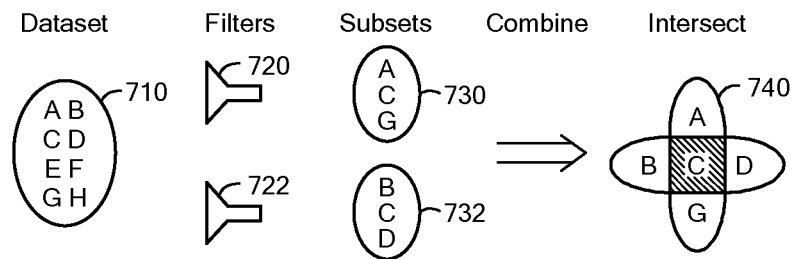 Dataset Filters Subsets Combine Intersect
710
A B
C D
E F
G H
720
722
A
C
G
730
B
C
D
732
740
A
B C D
G